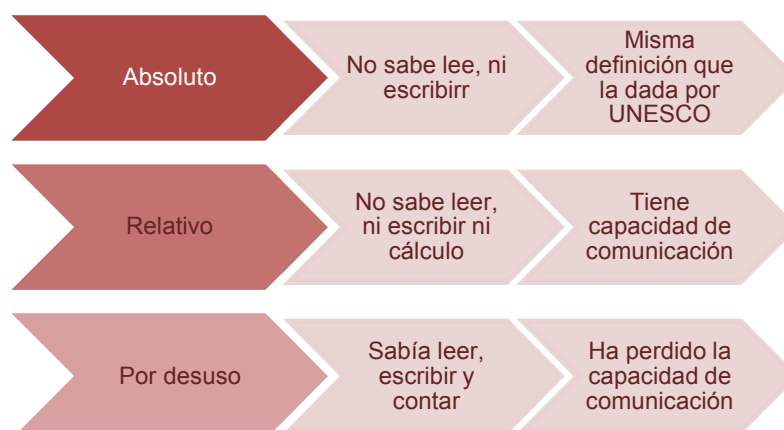 Absoluto
No sabe lee, ni
escribirr
Misma
definición que
la dada por
UNESCO
Relativo
No sabe leer,
ni escribir ni
cálculo
Tiene
capacidad de
comunicación
Por desuso
Sabía leer,
escribir y
contar
Ha perdido la
capacidad de
comunicación